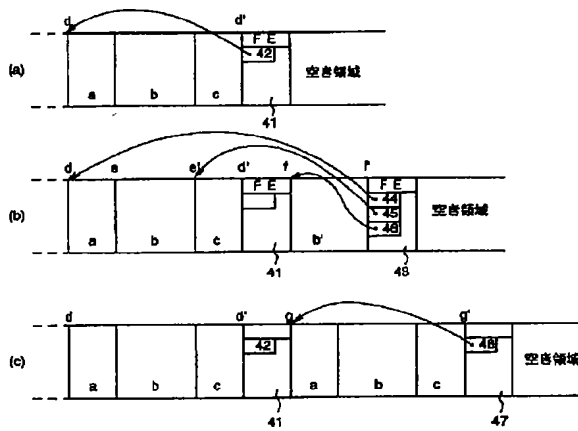 d d'
F E
(a) 42 空き領域
a b c
41
d e e' d' f f'
F E F E
(b) 44 空き領域
45
46
a b c b'
41 43
d d' g g'
(c) 42 48 空き領域
a b c a b c
41 47